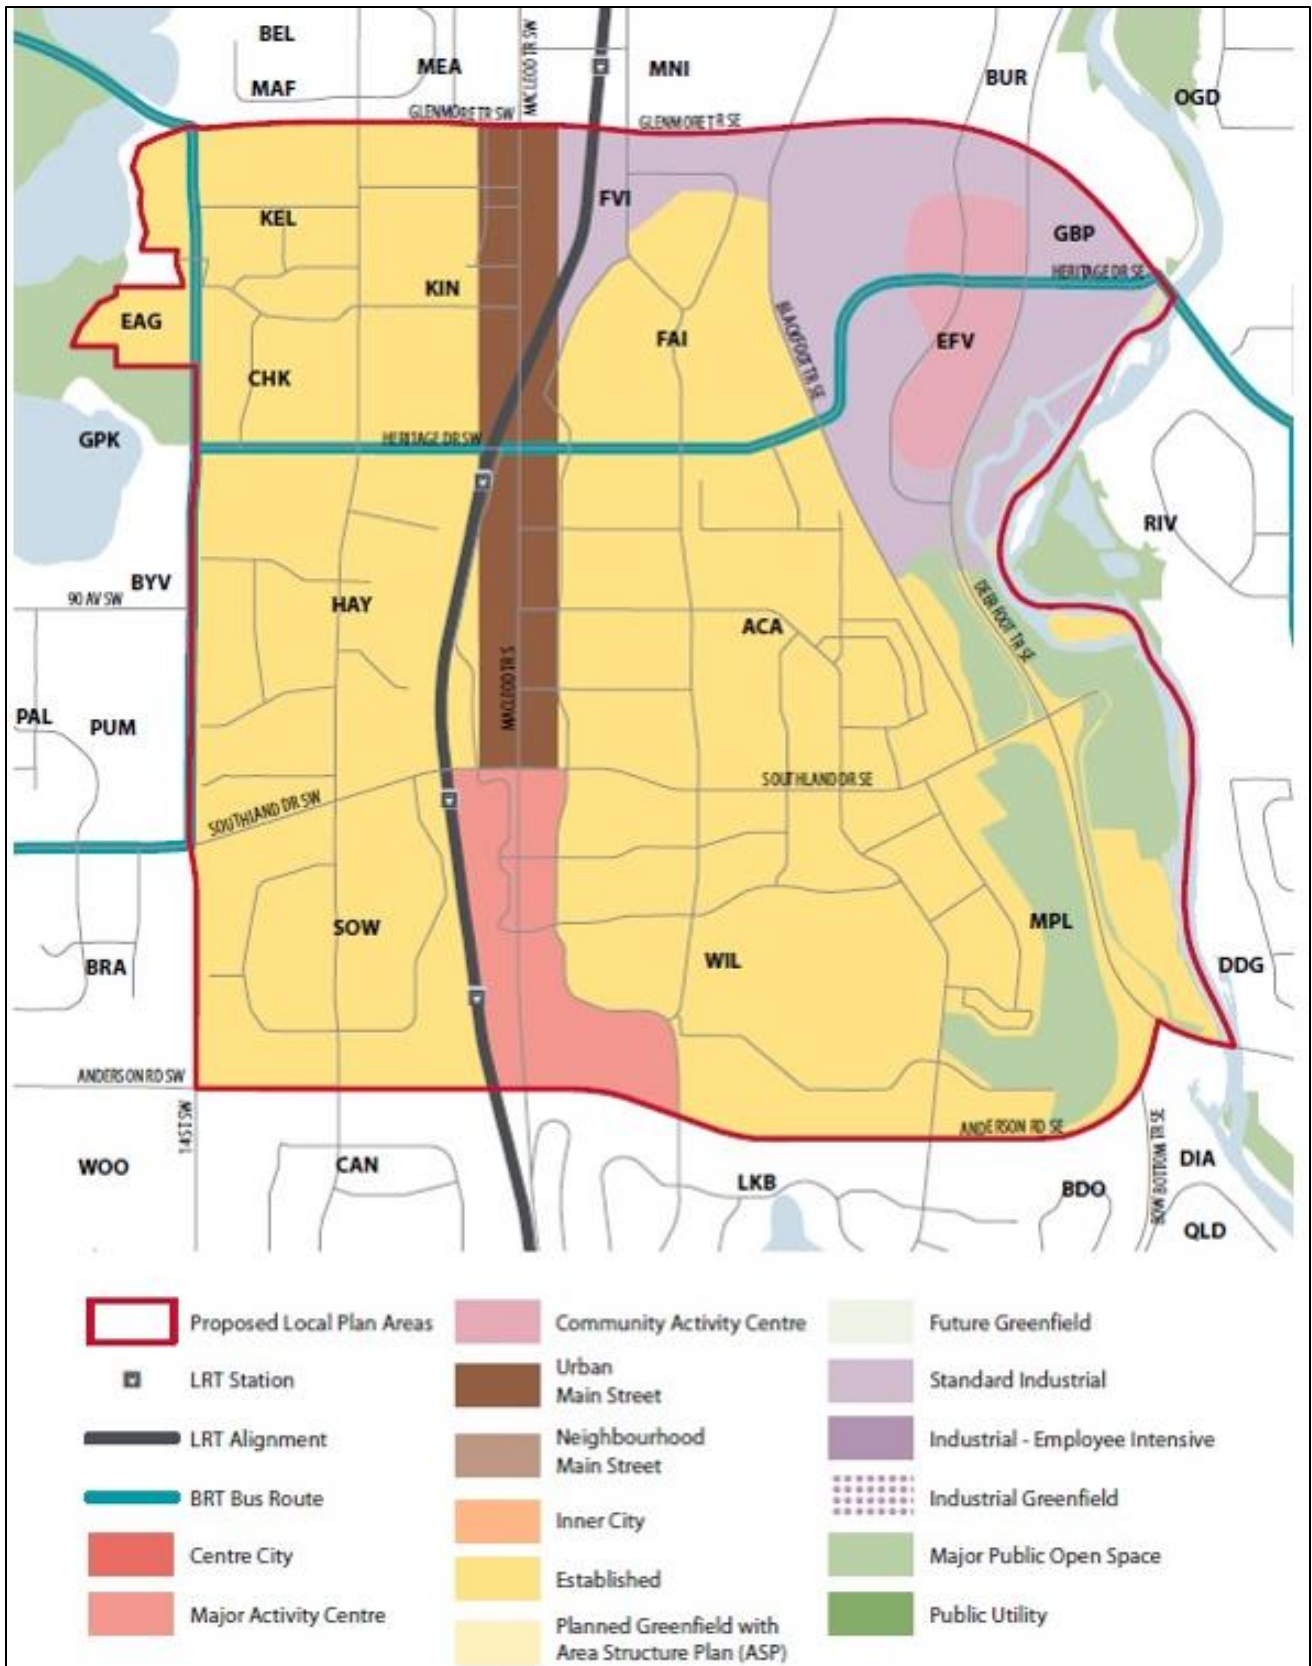 BEL
MAF
MEA
MACLEOD TR SW
MNI
BUR
OGD
GLENMORE TR SW
GLENMORE TR SE
KEL
FVI
GBP
HERITAGE DR SE
KIN
EAG
FAI
BLACKFOOT TR SE
EFV
CHK
GPK
HERITAGE DR SW
RIV
BYV
90 AV SW
HAY
ACA
DEERFOOT TR SE
MACLEOD TR S
PAL
PUM
SOUTHLAND DR SW
SOUTHLAND DR SE
SOW
MPL
BRA
WIL
DDG
ANDERSON RD SW
14 ST SW
ANDERSON RD SE
WOO
CAN
LKB
BDO
BOW BOTTOM TR SE
DIA
QLD
Proposed Local Plan Areas
LRT Station
LRT Alignment
BRT Bus Route
Centre City
Major Activity Centre
Community Activity Centre
Urban
Main Street
Neighbourhood
Main Street
Inner City
Established
Planned Greenfield with
Area Structure Plan (ASP)
Future Greenfield
Standard Industrial
Industrial - Employee Intensive
Industrial Greenfield
Major Public Open Space
Public Utility